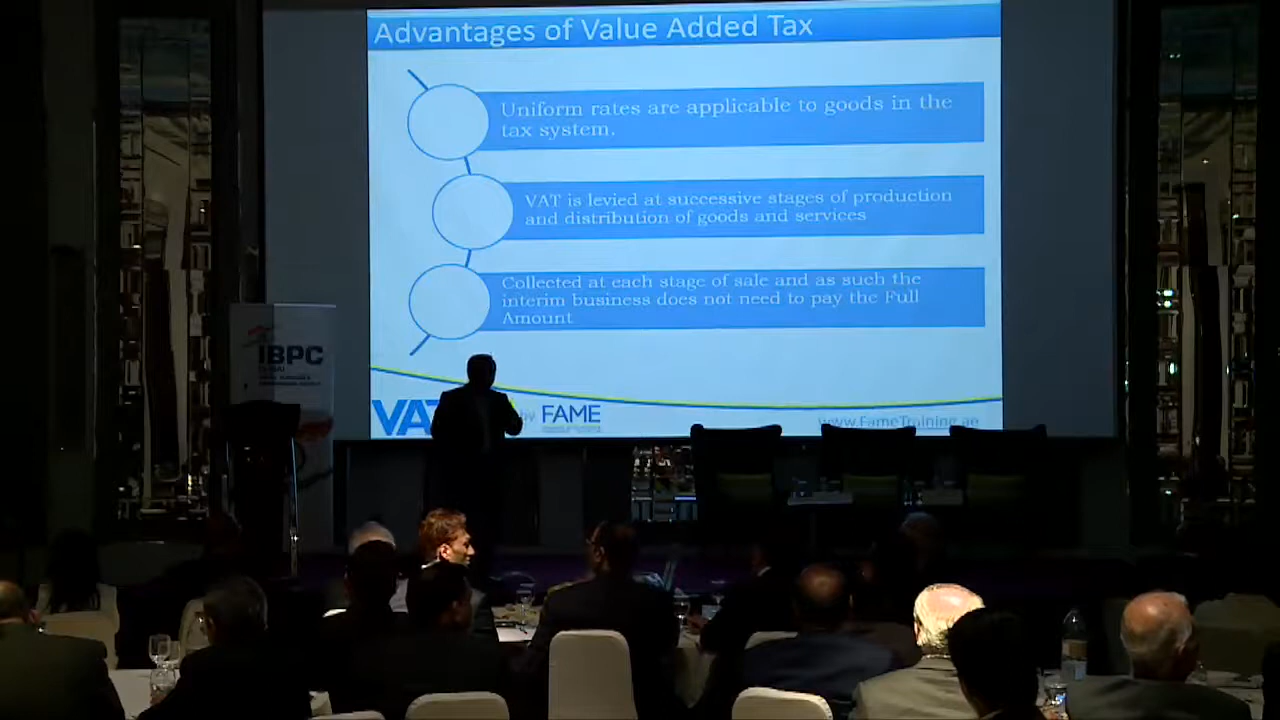 Advantages of Value Added Tax
Uniform rates are applicable to goods in the
tax system.
VAT is levied at successive stages of production
and distribution of goods and services
Collected at each stage of sale and as such the
interim business does not need to pay the Full
Amount
IBPC
DUBAI
VAT
by FAME
www.FameTraining.ae